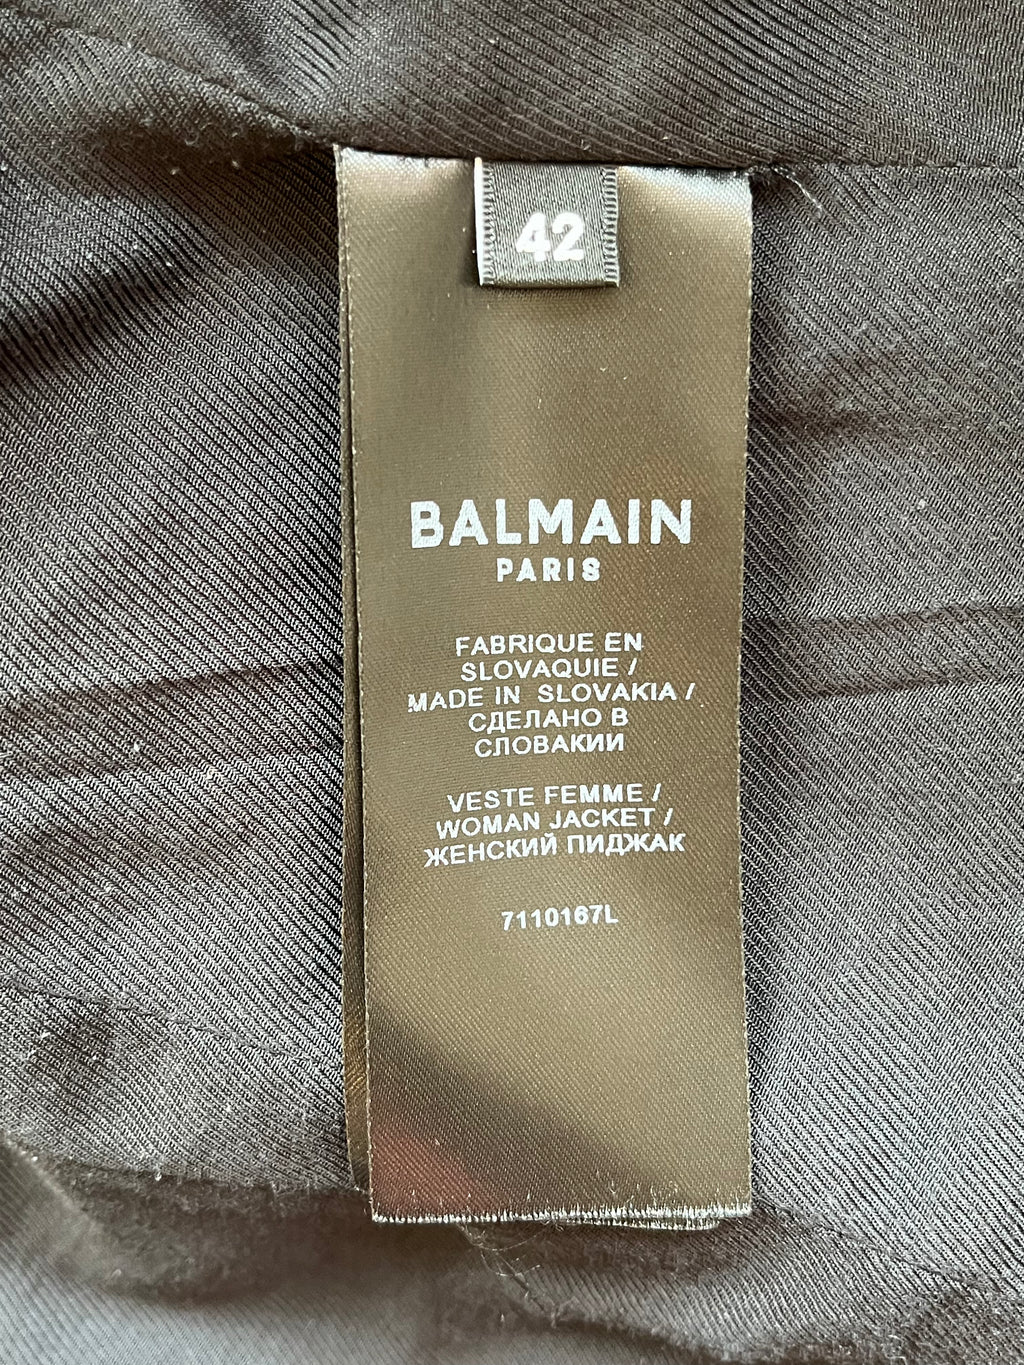 42
BALMAIN
PARIS
FABRIQUE EN
SLOVAQUIE /
MADE IN SLOVAKIA /
СДЕЛАНО В
СЛОВАКИИ
VESTE FEMME /
WOMAN JACKET /
ЖЕНСКИЙ ПИДЖАК
7110167L